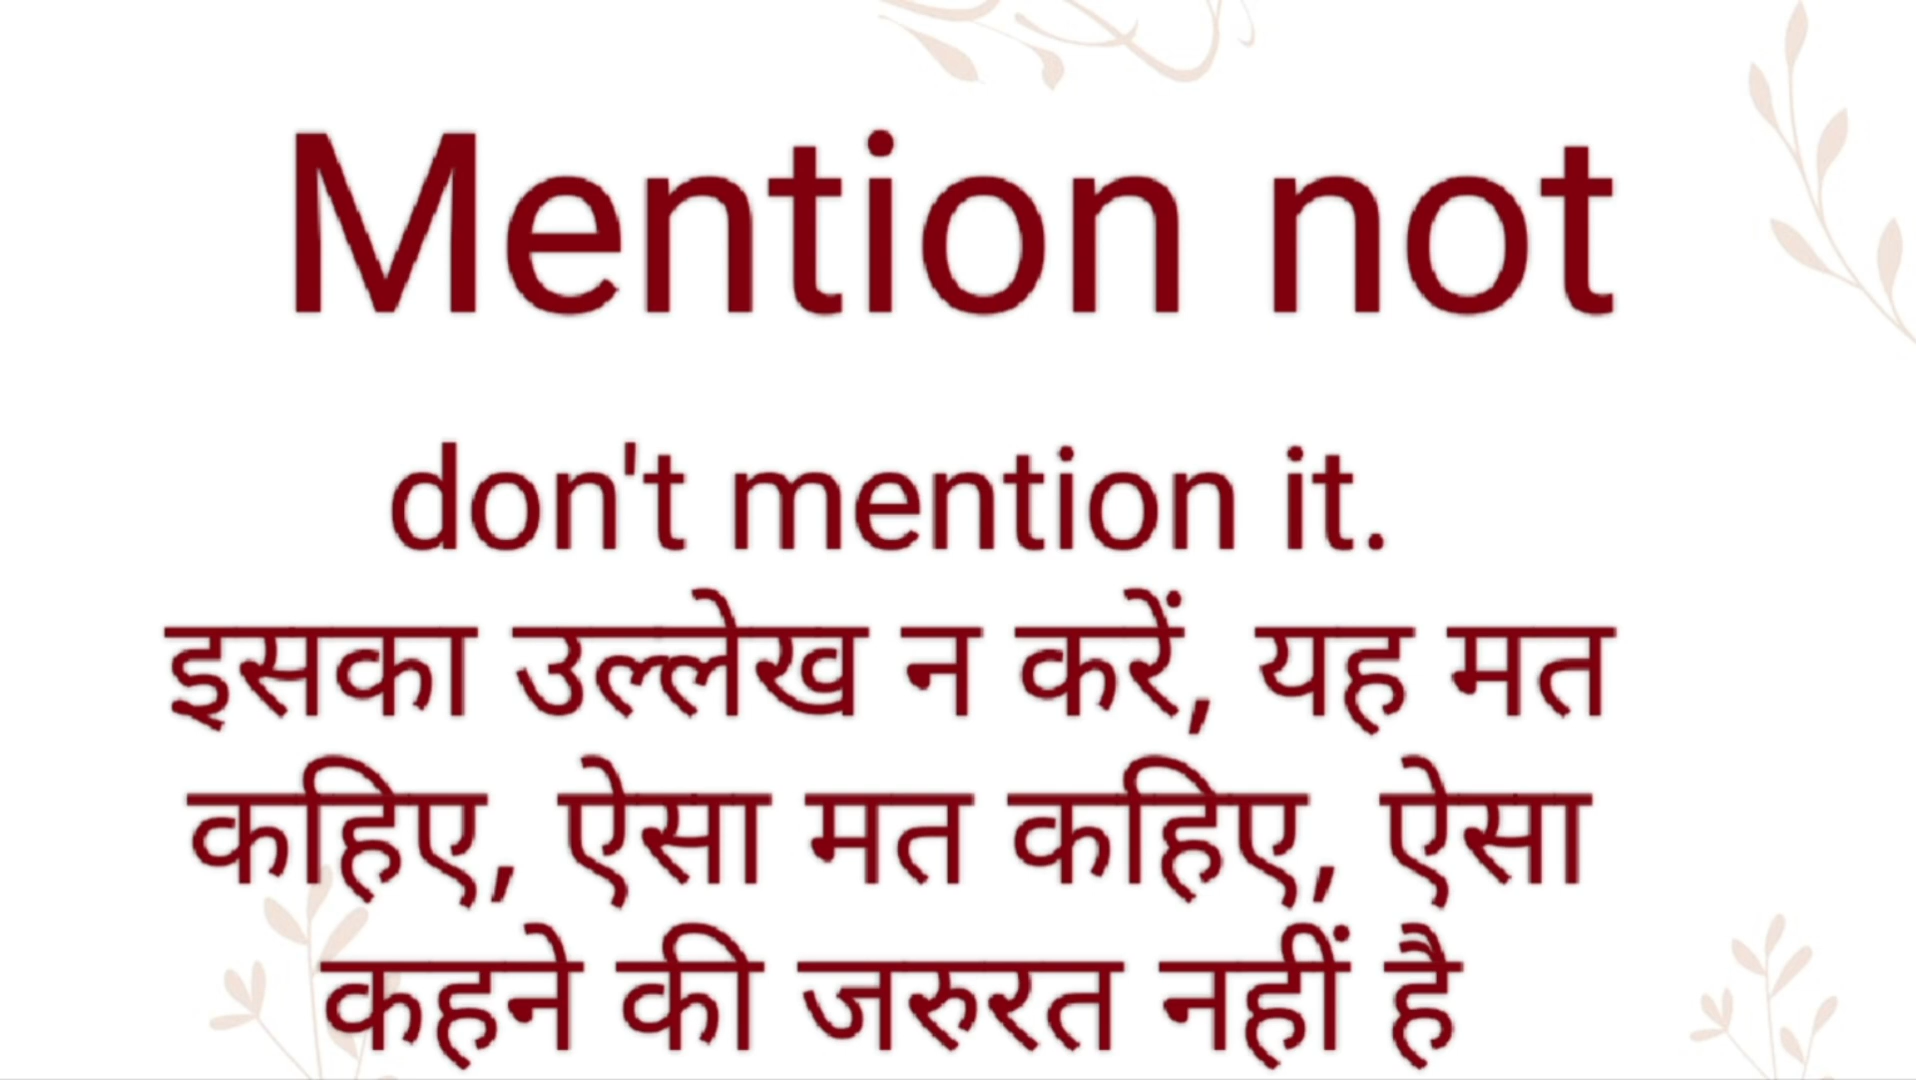 Mention not
don't mention it.
इसका उल्लेख न करें, यह मत
कहिए, ऐसा मत कहिए, ऐसा
कहने की जरुरत नहीं है